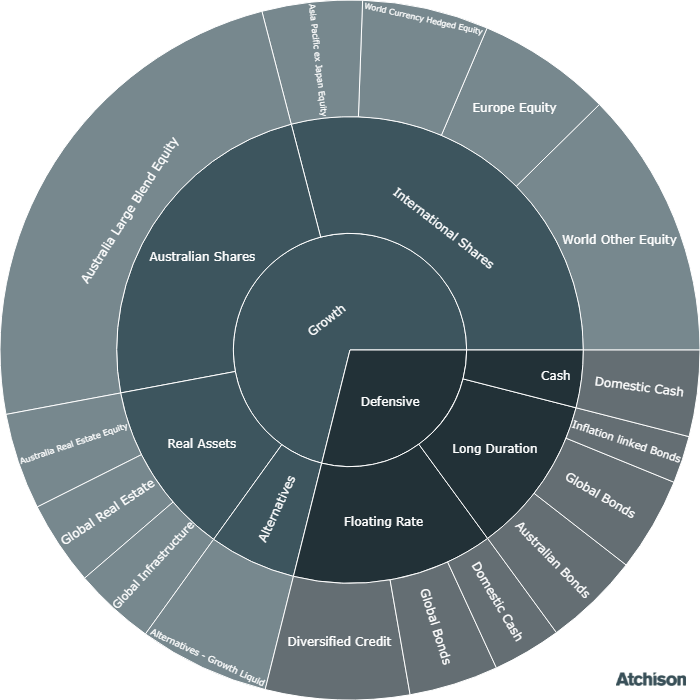 Asia Pacific ex Japan Equity
World Currency Hedged Equity
Europe Equity
World Other Equity
Australia Large Blend Equity
International Shares
Australian Shares
Growth
Defensive
Cash
Domestic Cash
Long Duration
Inflation linked Bonds
Global Bonds
Australian Bonds
Real Assets
Australia Real Estate Equity
Global Real Estate
Global Infrastructure
Alternatives
Alternatives - Growth Liquid
Floating Rate
Diversified Credit
Global Bonds
Domestic Cash
Atchison